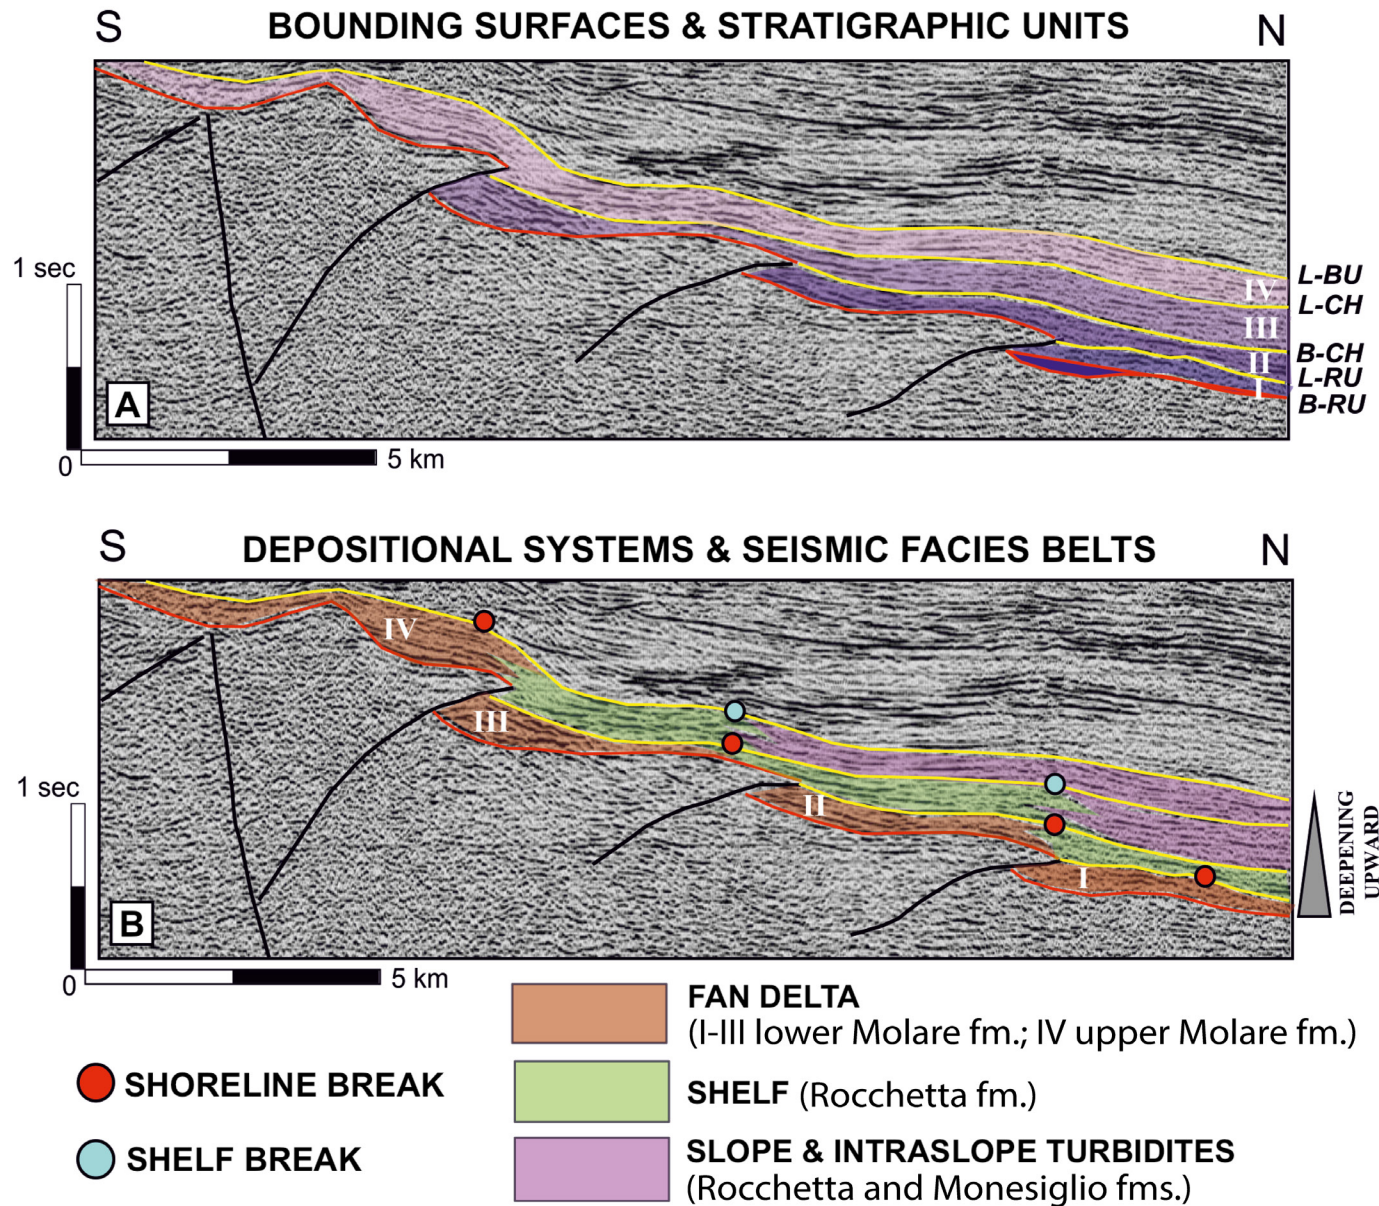 S BOUNDING SURFACES & STRATIGRAPHIC UNITS N
1 sec
L-BU
IV
L-CH
III
B-CH
II
L-RU
I
B-RU
A
0 5 km
S DEPOSITIONAL SYSTEMS & SEISMIC FACIES BELTS N
IV
III
1 sec
II
I
DEEPENING
UPWARD
B
0 5 km
FAN DELTA
(I-III lower Molare fm.; IV upper Molare fm.)
SHORELINE BREAK
SHELF (Rocchetta fm.)
SHELF BREAK
SLOPE & INTRASLOPE TURBIDITES
(Rocchetta and Monesiglio fms.)